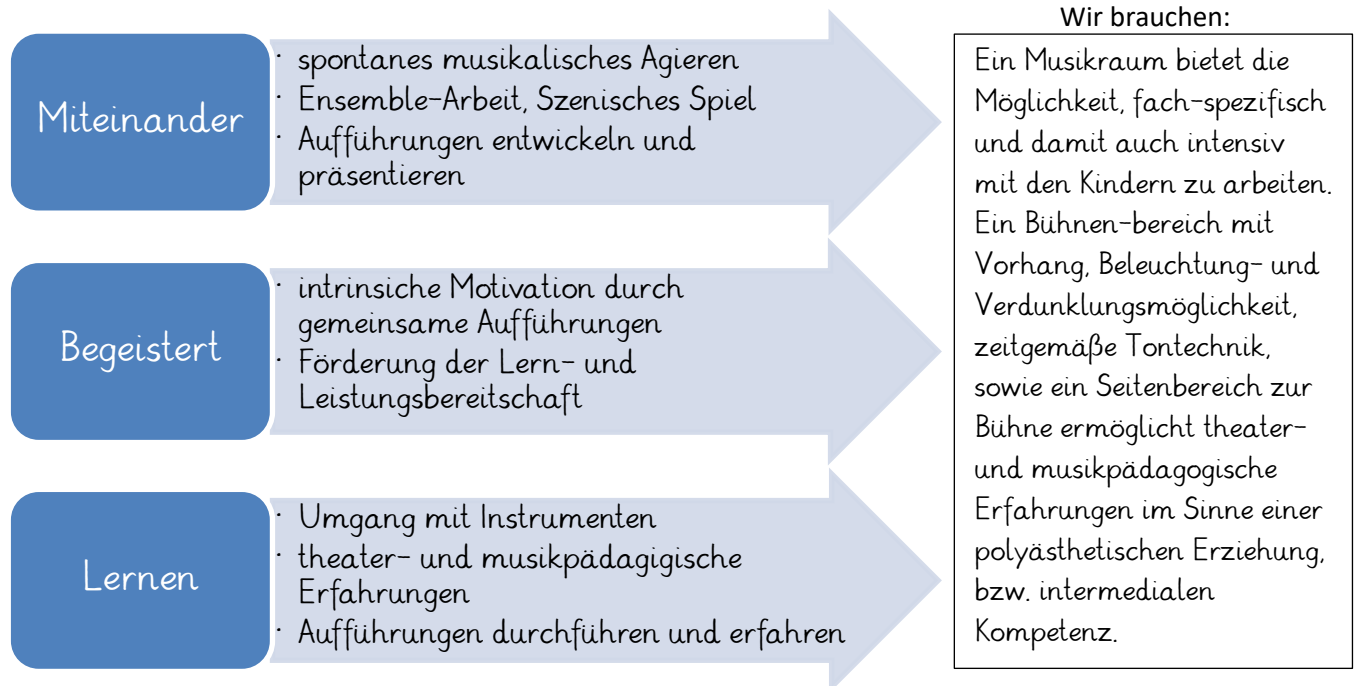 Miteinander
· spontanes musikalisches Agieren
· Ensemble-Arbeit, Szenisches Spiel
· Aufführungen entwickeln und
präsentieren
Begeistert
· intrinsiche Motivation durch
gemeinsame Aufführungen
· Förderung der Lern- und
Leistungsbereitschaft
Lernen
· Umgang mit Instrumenten
· theater- und musikpädagigische
Erfahrungen
· Aufführungen durchführen und erfahren
Wir brauchen:
Ein Musikraum bietet die
Möglichkeit, fach-spezifisch
und damit auch intensiv
mit den Kindern zu arbeiten.
Ein Bühnen-bereich mit
Vorhang, Beleuchtung- und
Verdunklungsmöglichkeit,
zeitgemäße Tontechnik,
sowie ein Seitenbereich zur
Bühne ermöglicht theater-
und musikpädagogische
Erfahrungen im Sinne einer
polyästhetischen Erziehung,
bzw. intermedialen
Kompetenz.